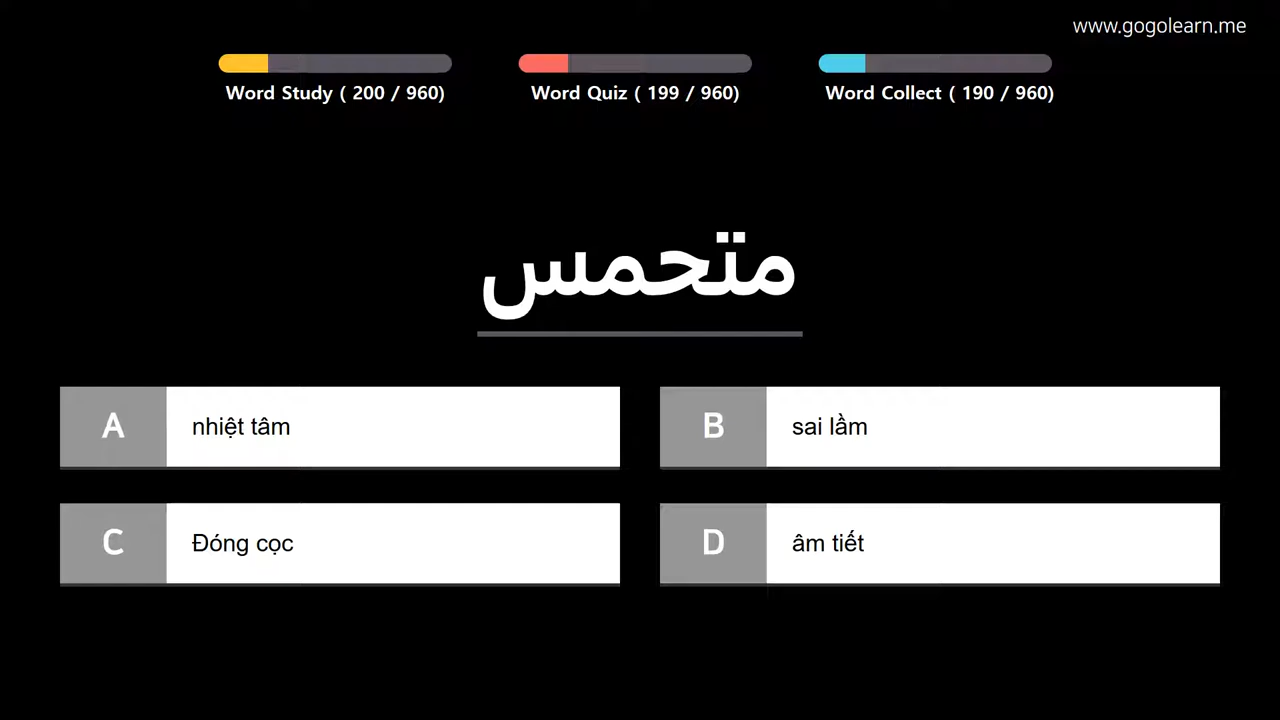 www.gogolearn.me
Word Study ( 200 / 960)
Word Quiz ( 199 / 960)
Word Collect ( 190 / 960)
متحمس
A
nhiệt tâm
B
sai lầm
C
Đóng cọc
D
âm tiết